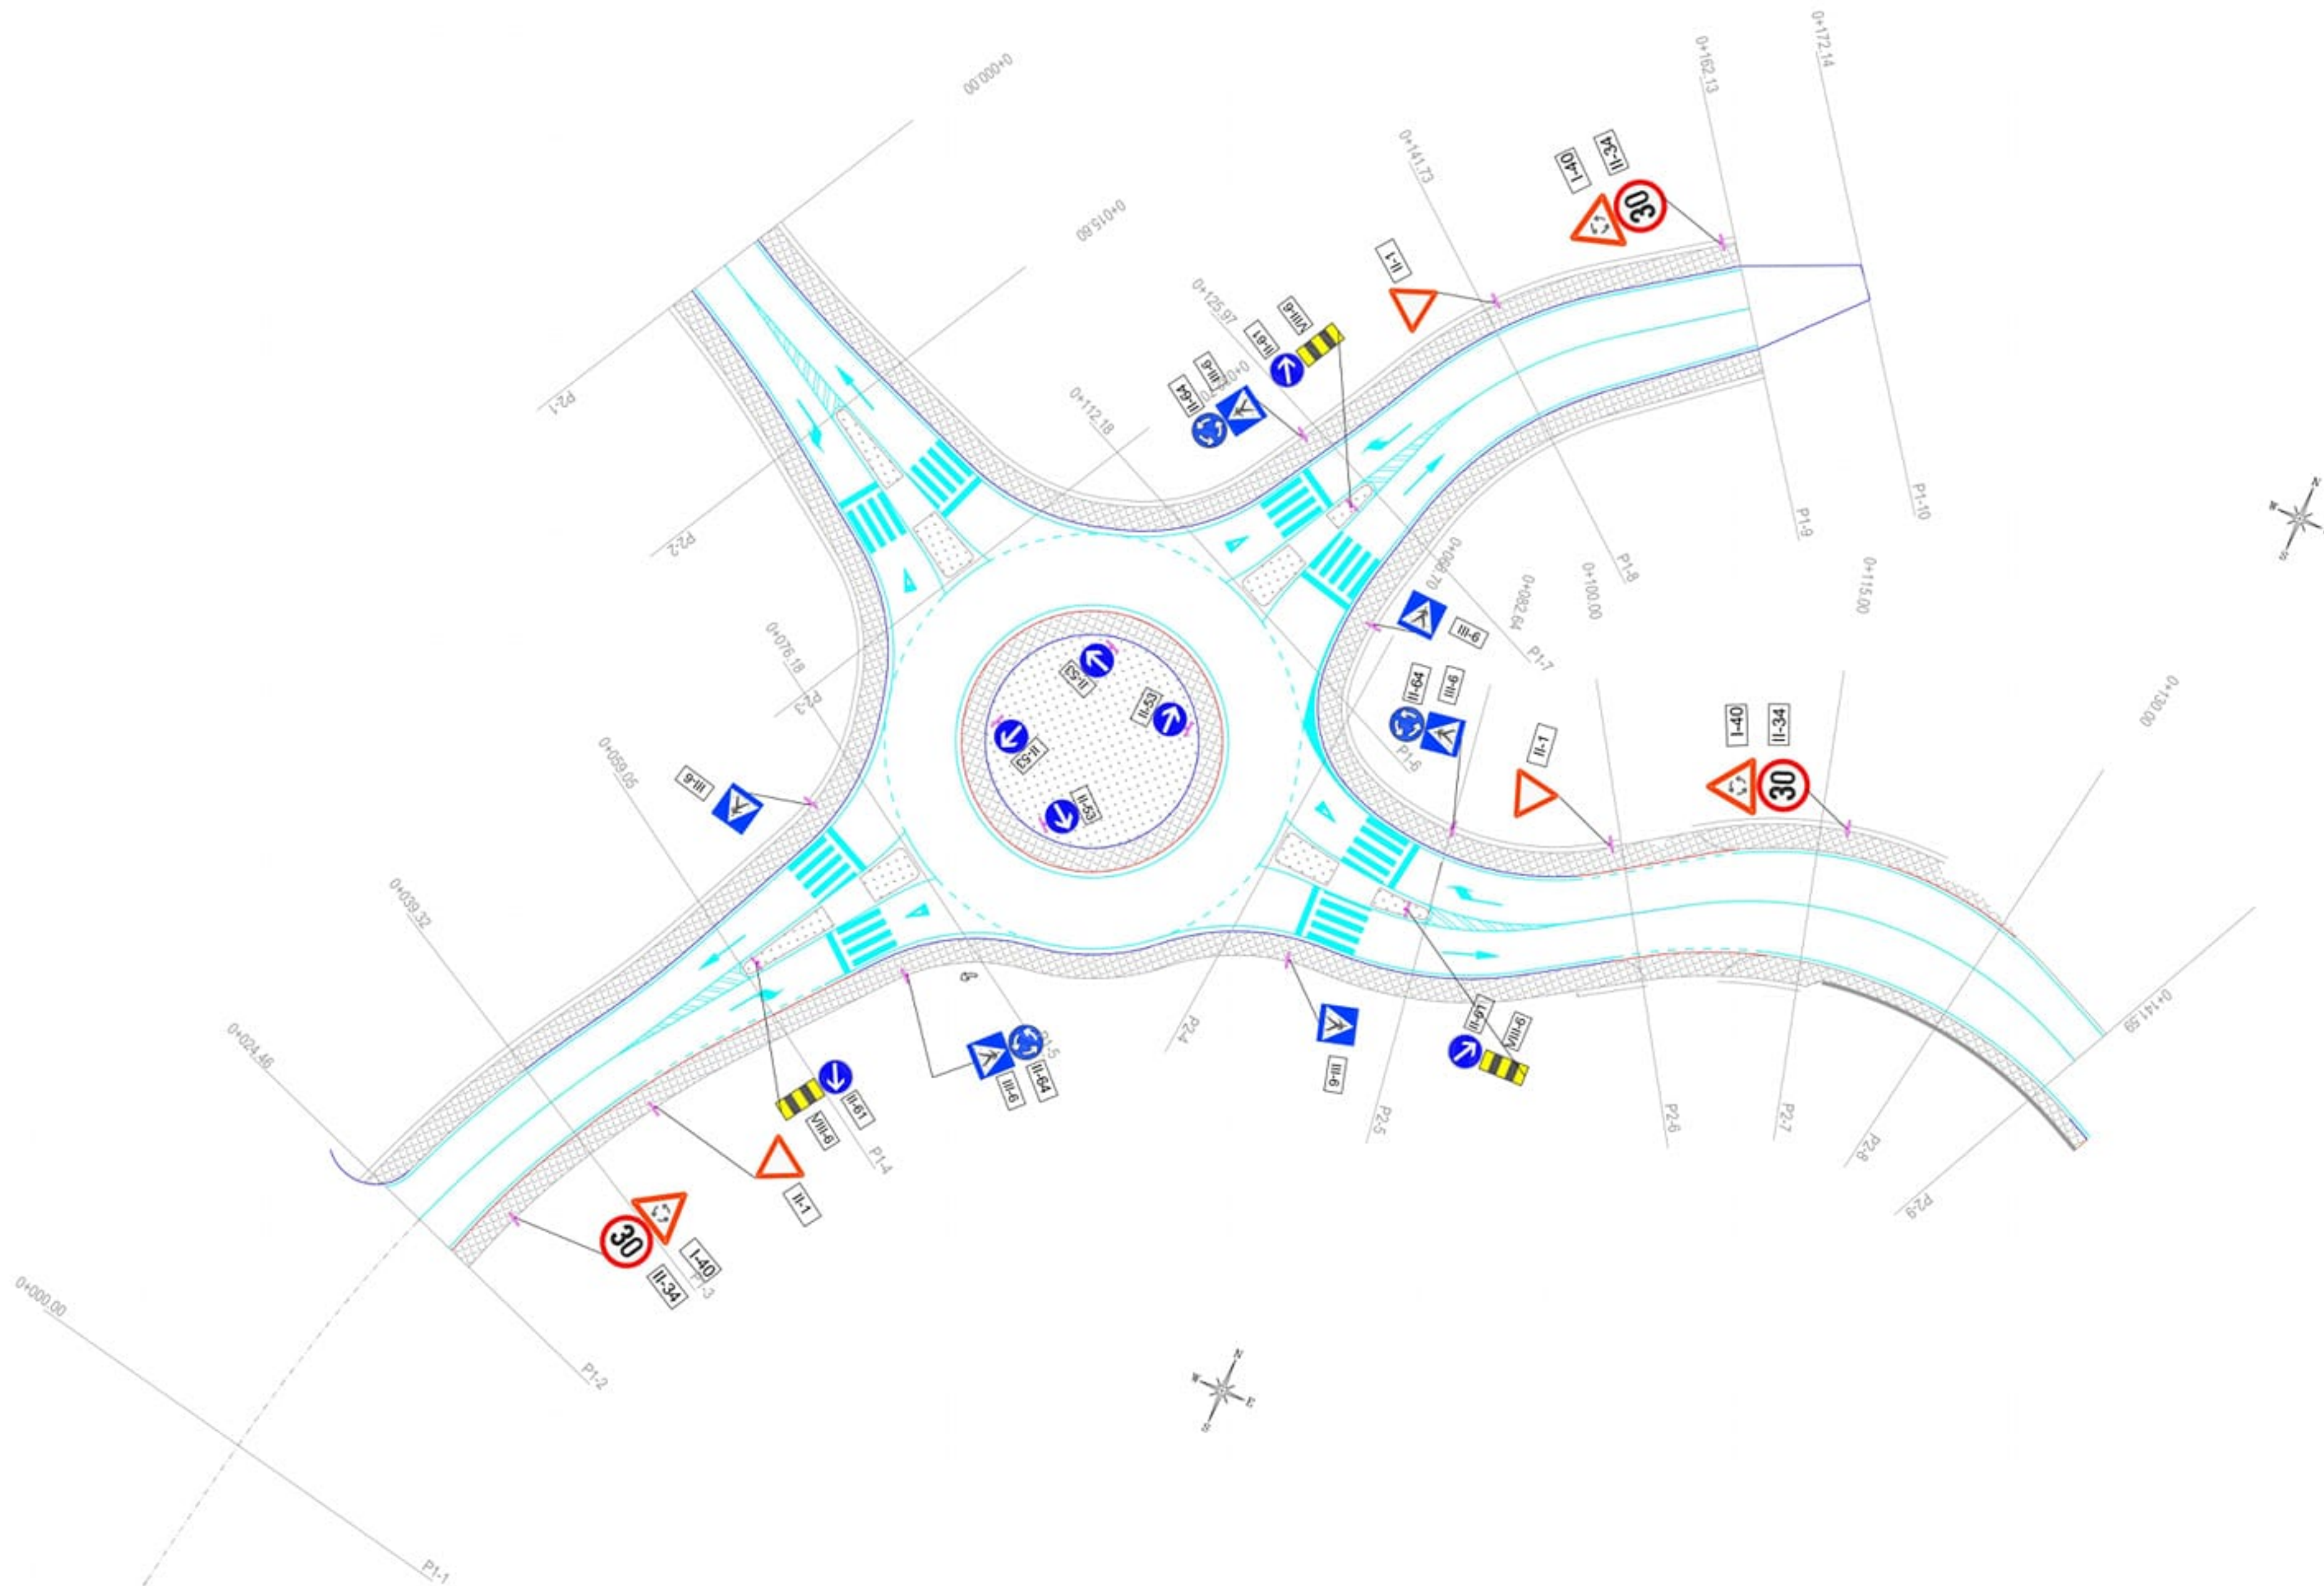 0+000.00
0+172.14
0+162.13
0+015.60
0+141.73
II-34
I-40
30
II-1
0+125.97
VIII-6
II-61
III-6
II-64
0+112.18
P2-1
P2-2
P1-10
P1-9
P1-8
N
S
0+068.70
0+082.64
0+100.00
0+115.00
III-6
P1-7
0+076.18
P2-3
II-53
II-53
II-53
II-53
II-64
III-6
P1-6
II-1
I-40
II-34
30
0+130.00
0+059.05
III-6
0+039.32
0+024.46
II-61
VIII-6
0+141.59
P2-4
III-6
II-64
III-6
II-61
VIII-6
P1-4
II-1
P2-5
P2-6
P2-7
P2-8
P2-9
30
I-40
II-34
0+000.00
P1-2
P1-1
N
W
E
S